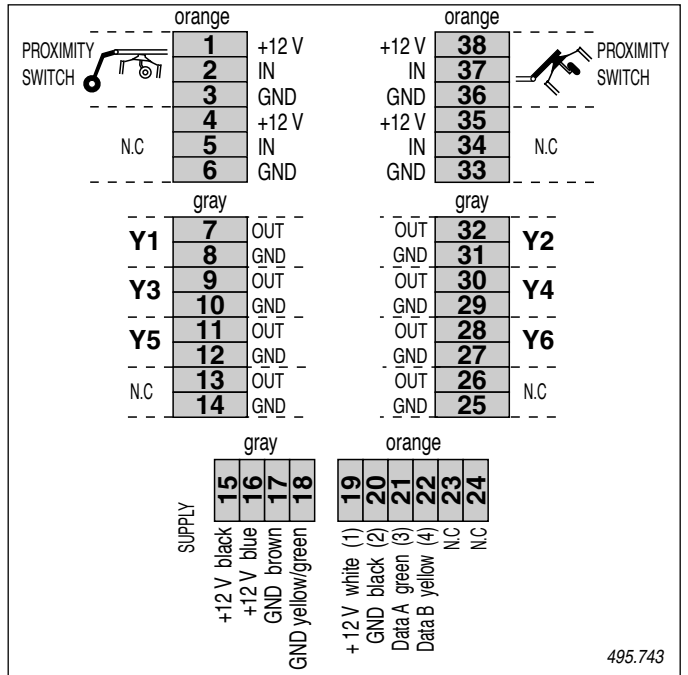 orange orange
PROXIMITY SWITCH 1 +12 V +12 V 38 PROXIMITY SWITCH
2 IN IN 37
3 GND GND 36
4 +12 V +12 V 35
N.C 5 IN IN 34 N.C
6 GND GND 33
gray gray
Y1 7 OUT OUT 32 Y2
8 GND GND 31
Y3 9 OUT OUT 30 Y4
10 GND GND 29
Y5 11 OUT OUT 28 Y6
12 GND GND 27
N.C 13 OUT OUT 26 N.C
14 GND GND 25
gray orange
SUPPLY
15 +12 V black
16 +12 V blue
17 GND brown
18 GND yellow/green
19 + 12 V white (1)
20 GND black (2)
21 Data A green (3)
22 Data B yellow (4)
23 N.C
24 N.C
495.743